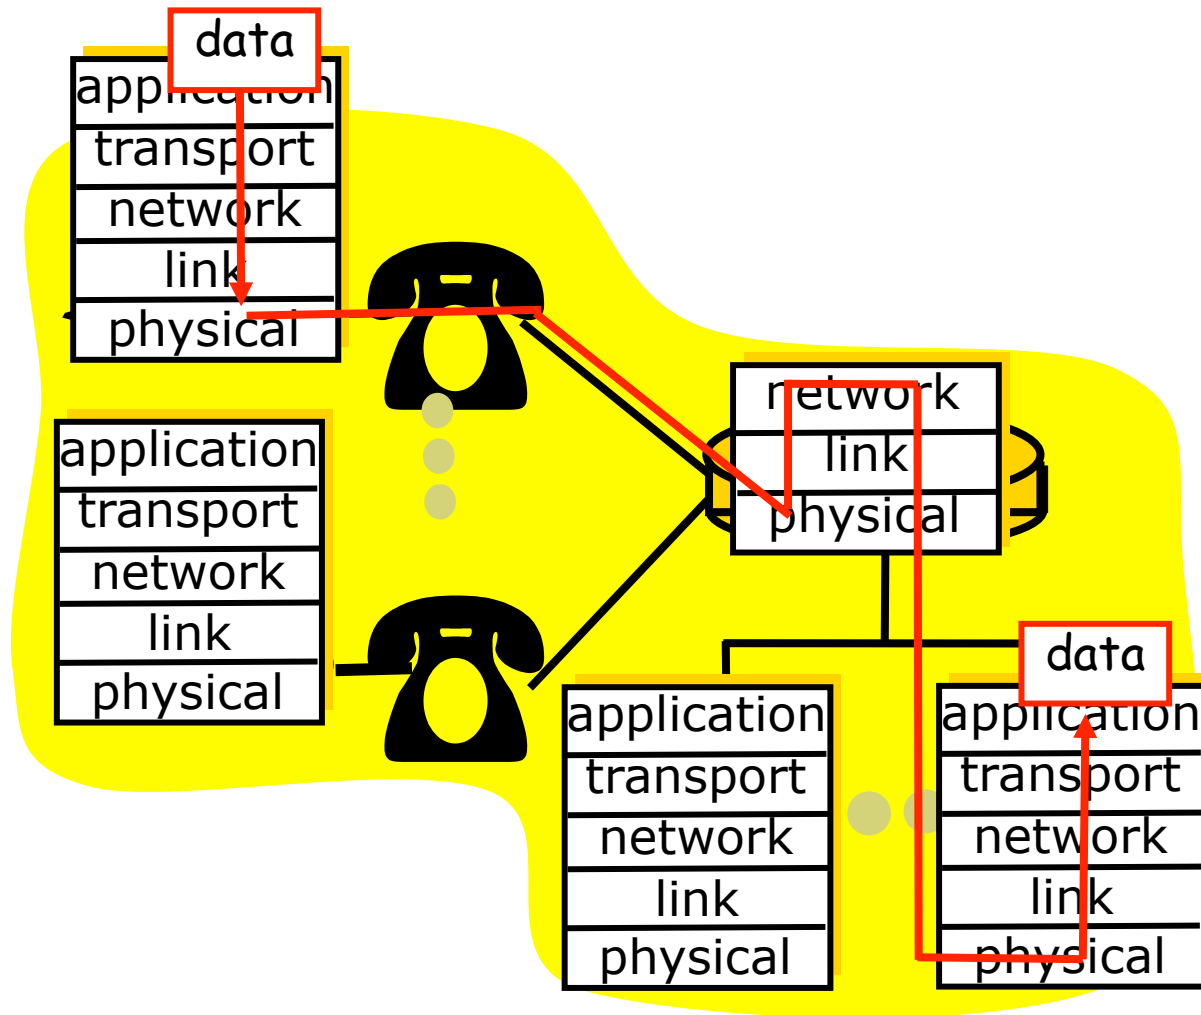 data
application
transport
network
link
physical
application
transport
network
link
physical
network
link
physical
application
transport
network
link
physical
data
application
transport
network
link
physical